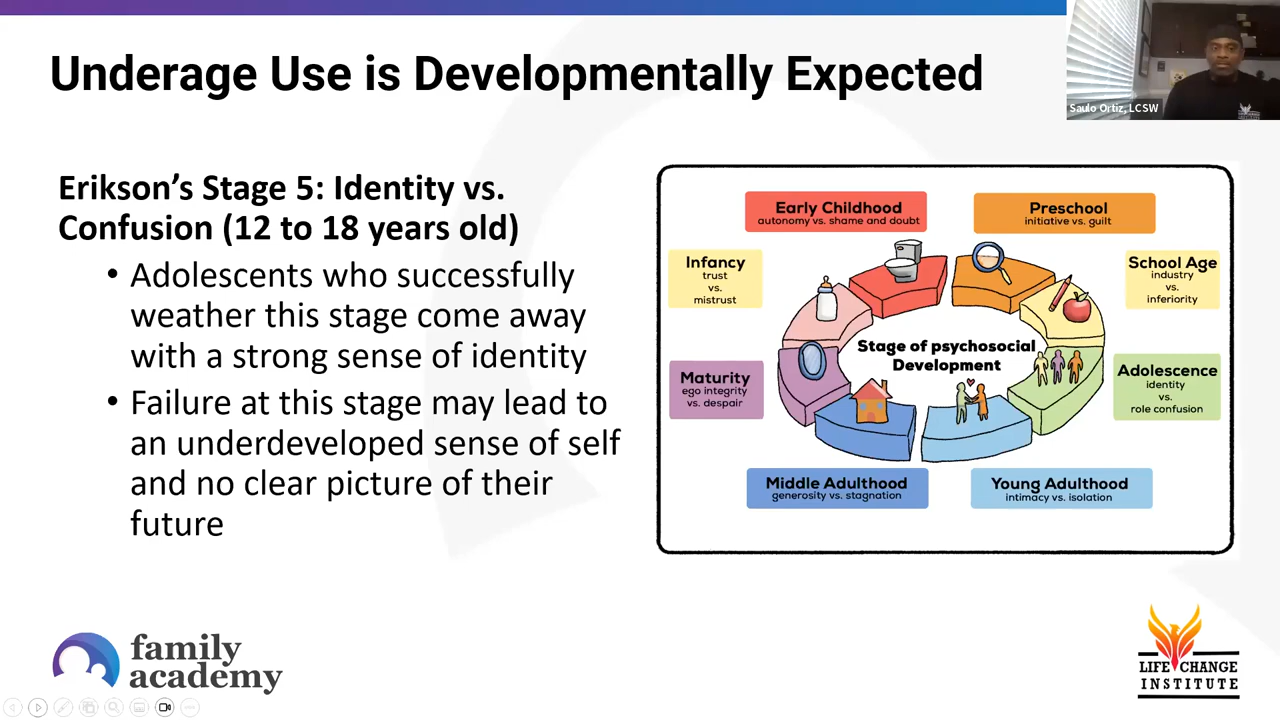 Underage Use is Developmentally Expected
Saulo Ortiz, LCSW
Erikson’s Stage 5: Identity vs.
Confusion (12 to 18 years old)
• Adolescents who successfully
weather this stage come away
with a strong sense of identity
• Failure at this stage may lead to
an underdeveloped sense of self
and no clear picture of their
future
Early Childhood
autonomy vs. shame and doubt
Preschool
initiative vs. guilt
Infancy
trust
vs.
mistrust
School Age
industry
vs.
inferiority
Stage of psychosocial
Development
Maturity
ego integrity
vs. despair
Adolescence
identity
vs.
role confusion
Middle Adulthood
generosity vs. stagnation
Young Adulthood
intimacy vs. isolation
family
academy
LIFE CHANGE
INSTITUTE